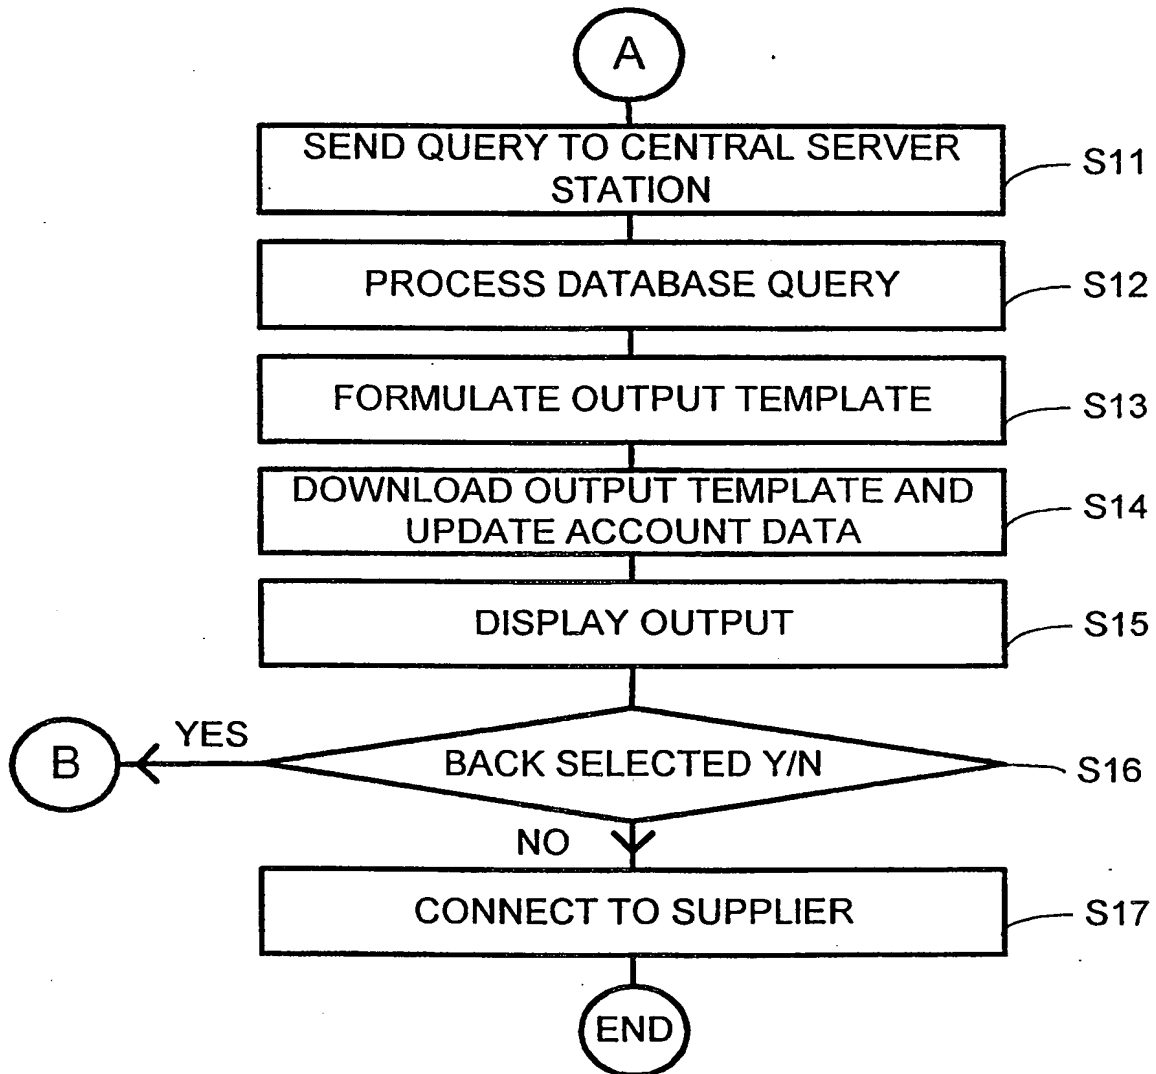 A
SEND QUERY TO CENTRAL SERVER
STATION
S11
PROCESS DATABASE QUERY
S12
FORMULATE OUTPUT TEMPLATE
S13
DOWNLOAD OUTPUT TEMPLATE AND
UPDATE ACCOUNT DATA
S14
DISPLAY OUTPUT
S15
B
YES
BACK SELECTED Y/N
S16
NO
CONNECT TO SUPPLIER
S17
END